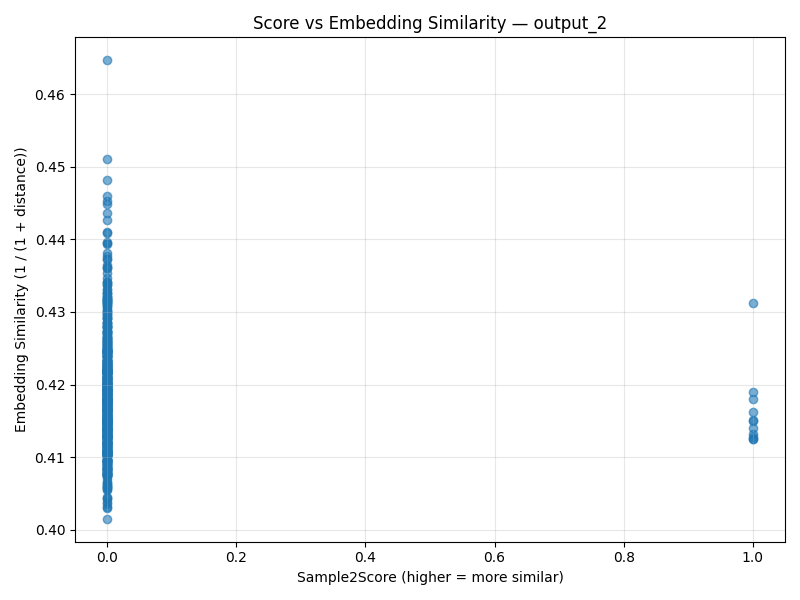 Score vs Embedding Similarity — output_2
Embedding Similarity (1 / (1 + distance))
0.46
0.45
0.44
0.43
0.42
0.41
0.40
0.0 0.2 0.4 0.6 0.8 1.0
Sample2Score (higher = more similar)